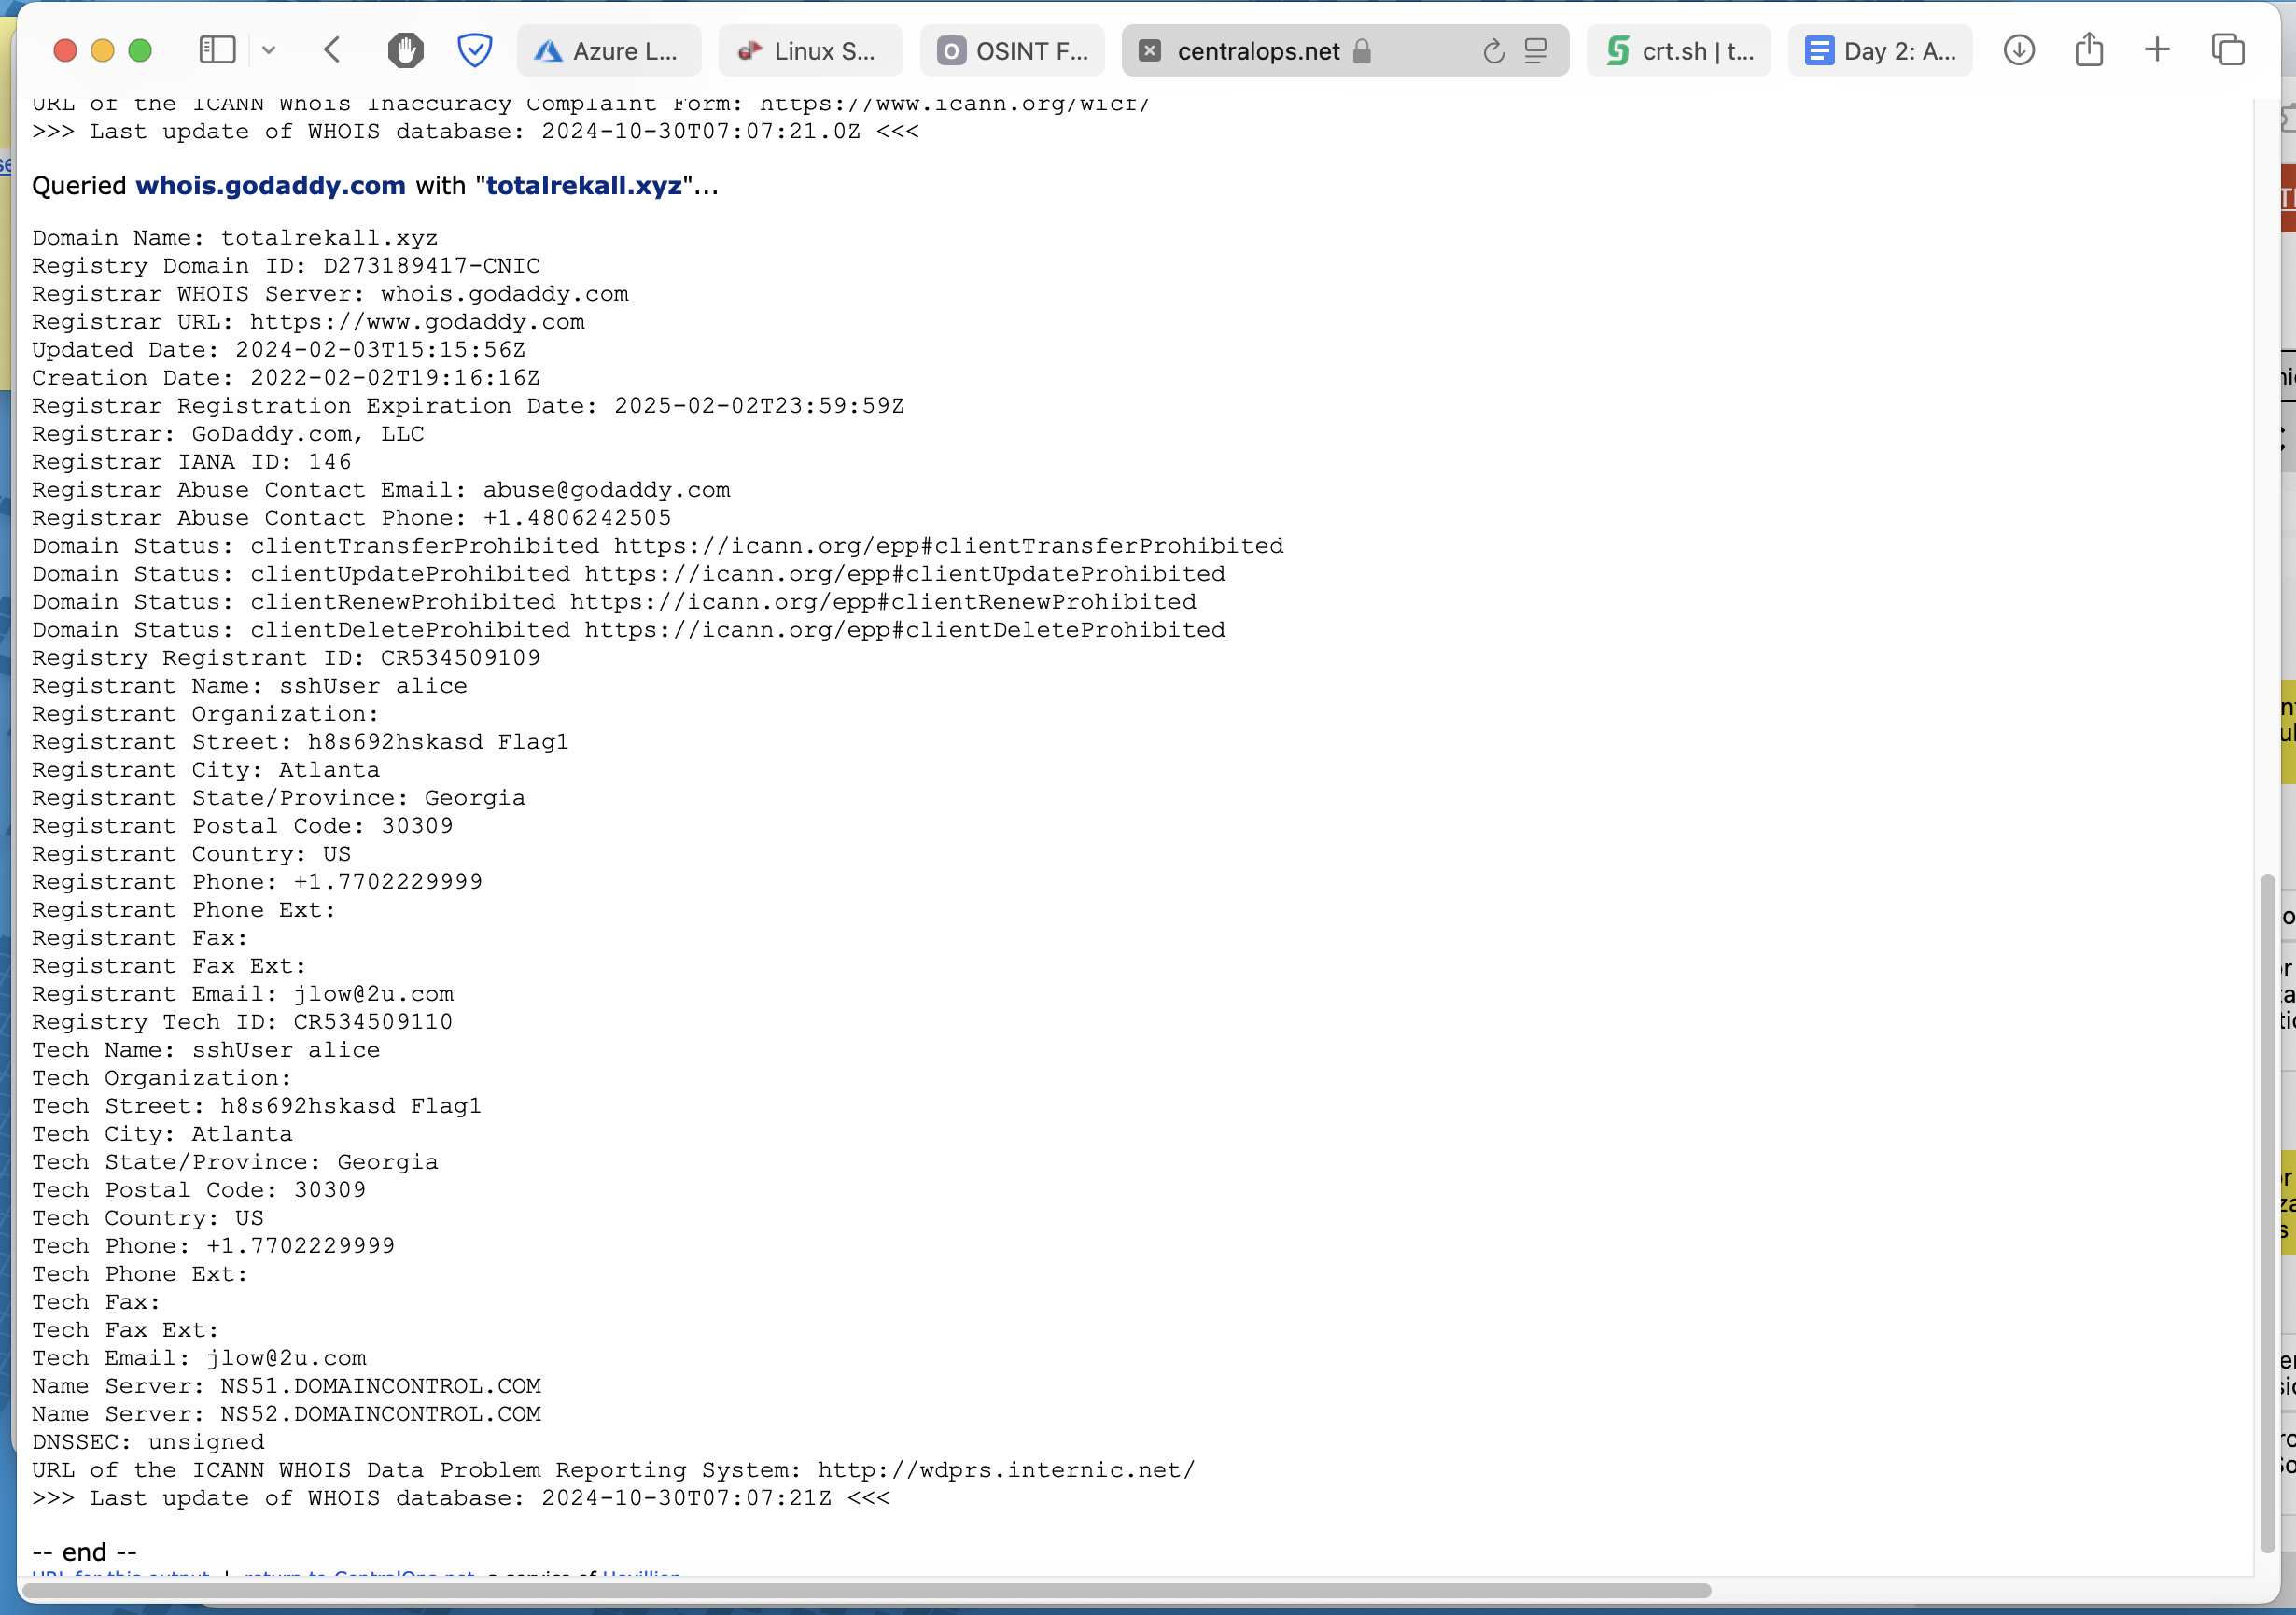 Azure L...
Linux S...
OSINT F...
centralops.net
crt.sh | t...
Day 2: A...
URL of the ICANN Whois Inaccuracy Complaint Form: https://www.icann.org/wicf/
>>> Last update of WHOIS database: 2024-10-30T07:07:21.0Z <<<
Queried whois.godaddy.com with "totalrekall.xyz"...
Domain Name: totalrekall.xyz
Registry Domain ID: D273189417-CNIC
Registrar WHOIS Server: whois.godaddy.com
Registrar URL: https://www.godaddy.com
Updated Date: 2024-02-03T15:15:56Z
Creation Date: 2022-02-02T19:16:16Z
Registrar Registration Expiration Date: 2025-02-02T23:59:59Z
Registrar: GoDaddy.com, LLC
Registrar IANA ID: 146
Registrar Abuse Contact Email: abuse@godaddy.com
Registrar Abuse Contact Phone: +1.4806242505
Domain Status: clientTransferProhibited https://icann.org/epp#clientTransferProhibited
Domain Status: clientUpdateProhibited https://icann.org/epp#clientUpdateProhibited
Domain Status: clientRenewProhibited https://icann.org/epp#clientRenewProhibited
Domain Status: clientDeleteProhibited https://icann.org/epp#clientDeleteProhibited
Registry Registrant ID: CR534509109
Registrant Name: sshUser alice
Registrant Organization:
Registrant Street: h8s692hskasd Flag1
Registrant City: Atlanta
Registrant State/Province: Georgia
Registrant Postal Code: 30309
Registrant Country: US
Registrant Phone: +1.7702229999
Registrant Phone Ext:
Registrant Fax:
Registrant Fax Ext:
Registrant Email: jlow@2u.com
Registry Tech ID: CR534509110
Tech Name: sshUser alice
Tech Organization:
Tech Street: h8s692hskasd Flag1
Tech City: Atlanta
Tech State/Province: Georgia
Tech Postal Code: 30309
Tech Country: US
Tech Phone: +1.7702229999
Tech Phone Ext:
Tech Fax:
Tech Fax Ext:
Tech Email: jlow@2u.com
Name Server: NS51.DOMAINCONTROL.COM
Name Server: NS52.DOMAINCONTROL.COM
DNSSEC: unsigned
URL of the ICANN WHOIS Data Problem Reporting System: http://wdprs.internic.net/
>>> Last update of WHOIS database: 2024-10-30T07:07:21Z <<<
-- end --
URL for this output | return to CentralOps.net, a service of Hexillion